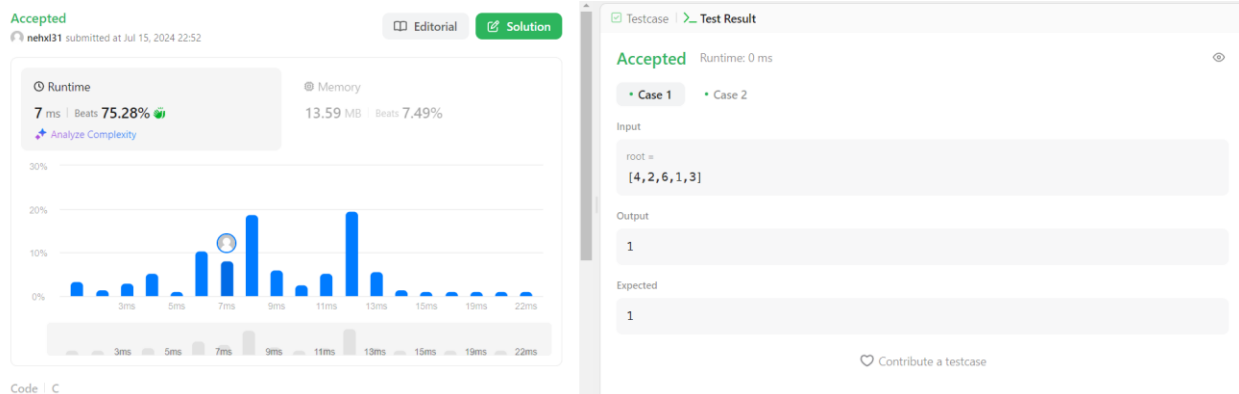 Accepted
nehxl31 submitted at Jul 15, 2024 22:52
Editorial
Solution
Runtime
7 ms | Beats 75.28%
Analyze Complexity
Memory
13.59 MB | Beats 7.49%
30%
20%
10%
0%
3ms 5ms 7ms 9ms 11ms 13ms 15ms 19ms 22ms
3ms 5ms 7ms 9ms 11ms 13ms 15ms 19ms 22ms
Code | C
Testcase | >_ Test Result
Accepted Runtime: 0 ms
• Case 1 • Case 2
Input
root =
[4,2,6,1,3]
Output
1
Expected
1
Contribute a testcase